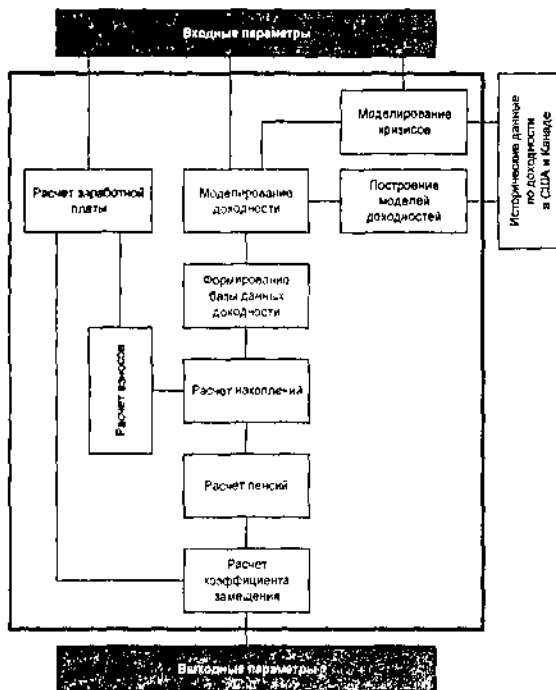 Входные параметры
Моделирование
кризисов
Исторические данные
по доходности
в США и Канаде
Расчет заработной
платы
Моделирование
доходности
Построение
моделей
доходностей
Формирование
базы данных
доходности
Расчет взносов
Расчет накоплений
Расчет пенсий
Расчет
коэффициента
замещения
Выходные параметры